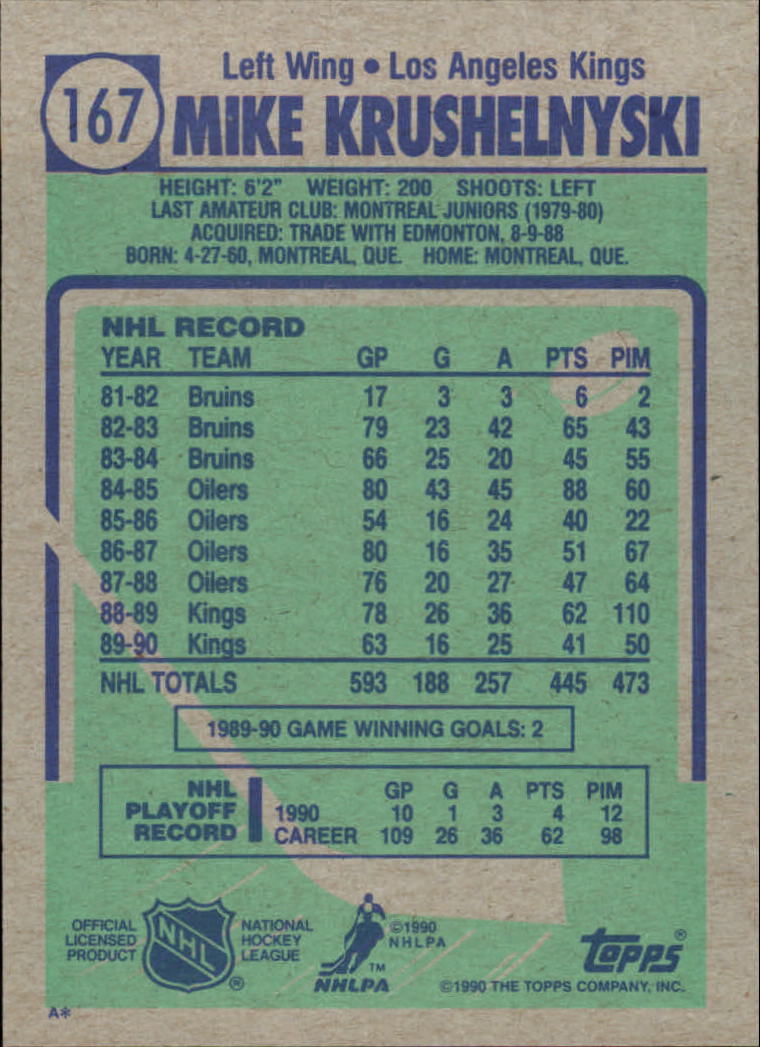 167
Left Wing • Los Angeles Kings
MIKE KRUSHELNYSKI
HEIGHT: 6'2" WEIGHT: 200 SHOOTS: LEFT
LAST AMATEUR CLUB: MONTREAL JUNIORS (1979-80)
ACQUIRED: TRADE WITH EDMONTON, 8-9-88
BORN: 4-27-60, MONTREAL, QUE. HOME: MONTREAL, QUE.
NHL RECORD
YEAR TEAM GP G A PTS PIM
81-82 Bruins 17 3 3 6 2
82-83 Bruins 79 23 42 65 43
83-84 Bruins 66 25 20 45 55
84-85 Oilers 80 43 45 88 60
85-86 Oilers 54 16 24 40 22
86-87 Oilers 80 16 35 51 67
87-88 Oilers 76 20 27 47 64
88-89 Kings 78 26 36 62 110
89-90 Kings 63 16 25 41 50
NHL TOTALS 593 188 257 445 473
1989-90 GAME WINNING GOALS: 2
NHL PLAYOFF RECORD
GP G A PTS PIM
1990 10 1 3 4 12
CAREER 109 26 36 62 98
OFFICIAL
LICENSED
PRODUCT
NHL
®
NATIONAL
HOCKEY
LEAGUE
©1990
NHLPA
TM
NHLPA
topps®
©1990 THE TOPPS COMPANY, INC.
A*